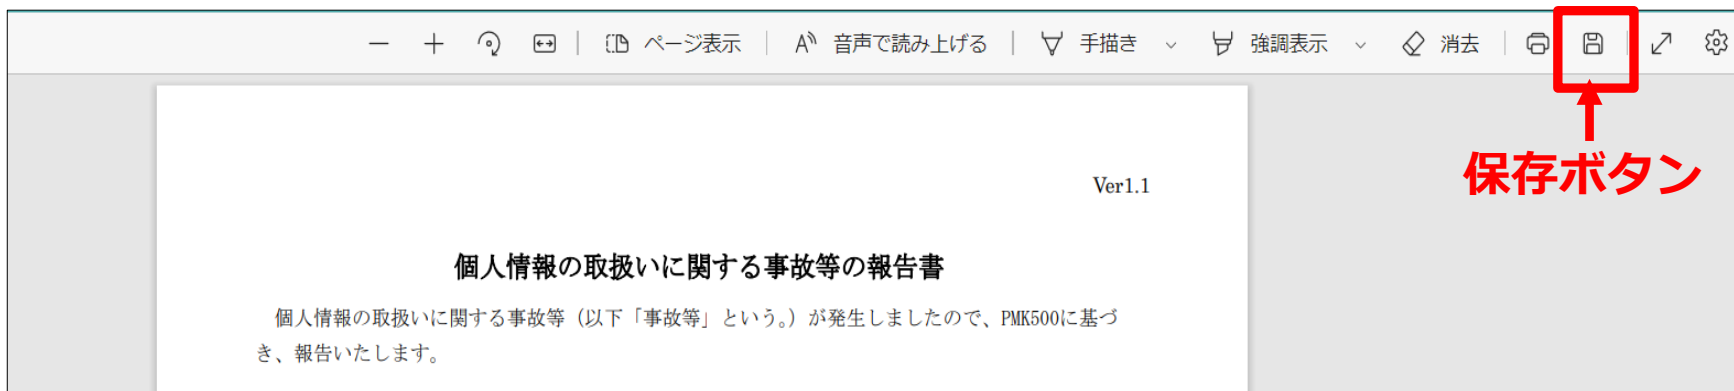 ページ表示 A 音声で読み上げる 手描き 強調表示 消去
保存ボタン
Ver1.1
個人情報の取扱いに関する事故等の報告書
個人情報の取扱いに関する事故等（以下「事故等」という。）が発生しましたので、PMK500に基づ
き、報告いたします。